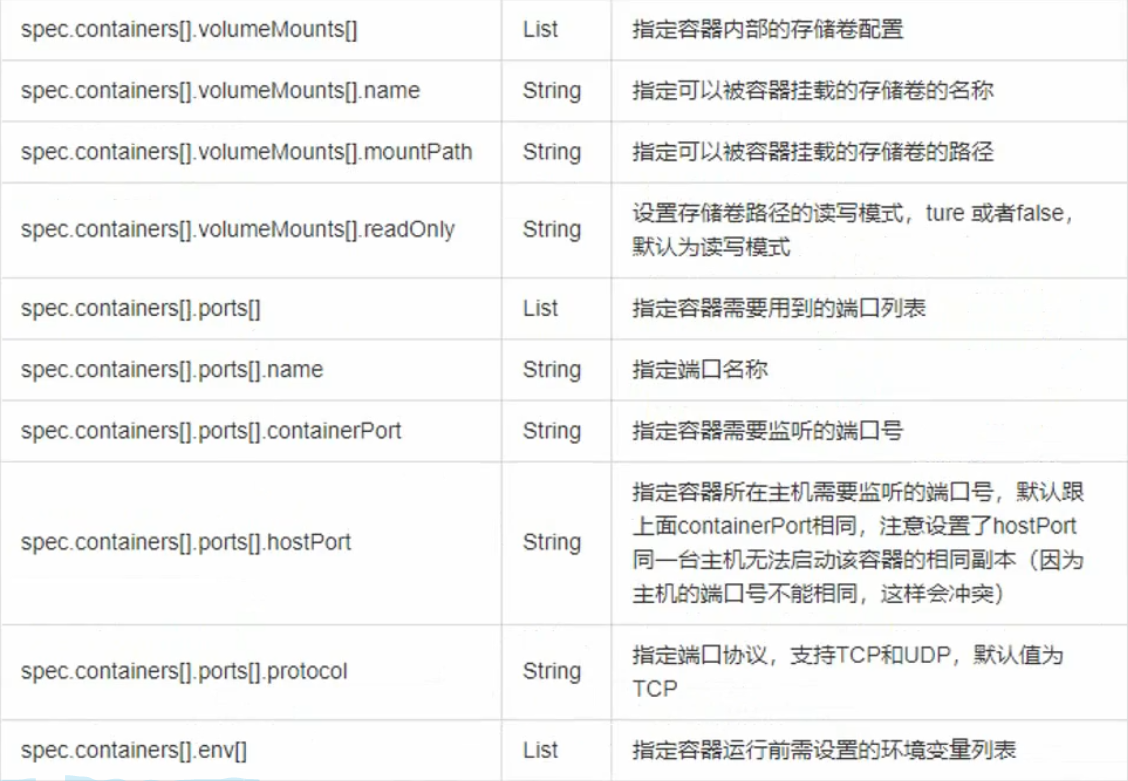 spec.containers[].volumeMounts[] List 指定容器内部的存储卷配置
spec.containers[].volumeMounts[].name String 指定可以被容器挂载的存储卷的名称
spec.containers[].volumeMounts[].mountPath String 指定可以被容器挂载的存储卷的路径
spec.containers[].volumeMounts[].readOnly String 设置存储卷路径的读写模式，ture 或者false，
默认为读写模式
spec.containers[].ports[] List 指定容器需要用到的端口列表
spec.containers[].ports[].name String 指定端口名称
spec.containers[].ports[].containerPort String 指定容器需要监听的端口号
spec.containers[].ports[].hostPort String 指定容器所在主机需要监听的端口号，默认跟
上面containerPort相同，注意设置了hostPort
同一台主机无法启动该容器的相同副本（因为
主机的端口号不能相同，这样会冲突）
spec.containers[].ports[].protocol String 指定端口协议，支持TCP和UDP，默认值为
TCP
spec.containers[].env[] List 指定容器运行前需设置的环境变量列表